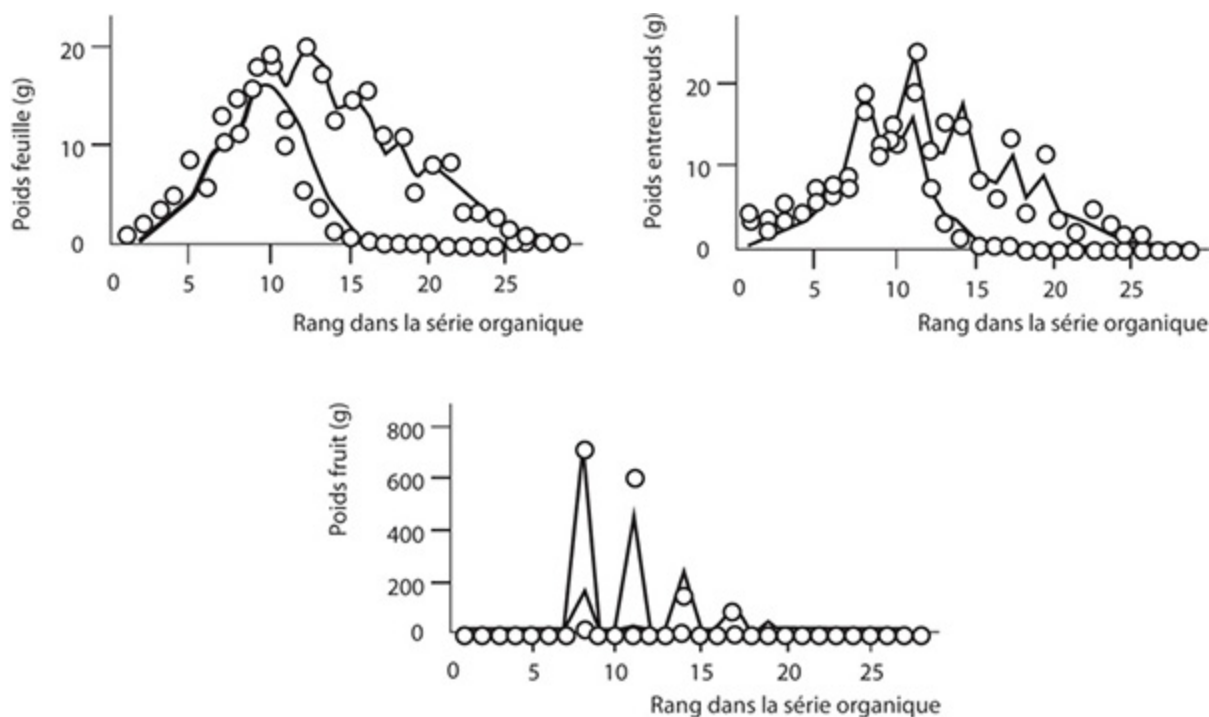 Poids feuille (g)
20
10
0
0 5 10 15 20 25
Rang dans la série organique
Poids entrenœuds (g)
20
10
0
0 5 10 15 20 25
Rang dans la série organique
Poids fruit (g)
800
600
400
200
0
0 5 10 15 20 25
Rang dans la série organique